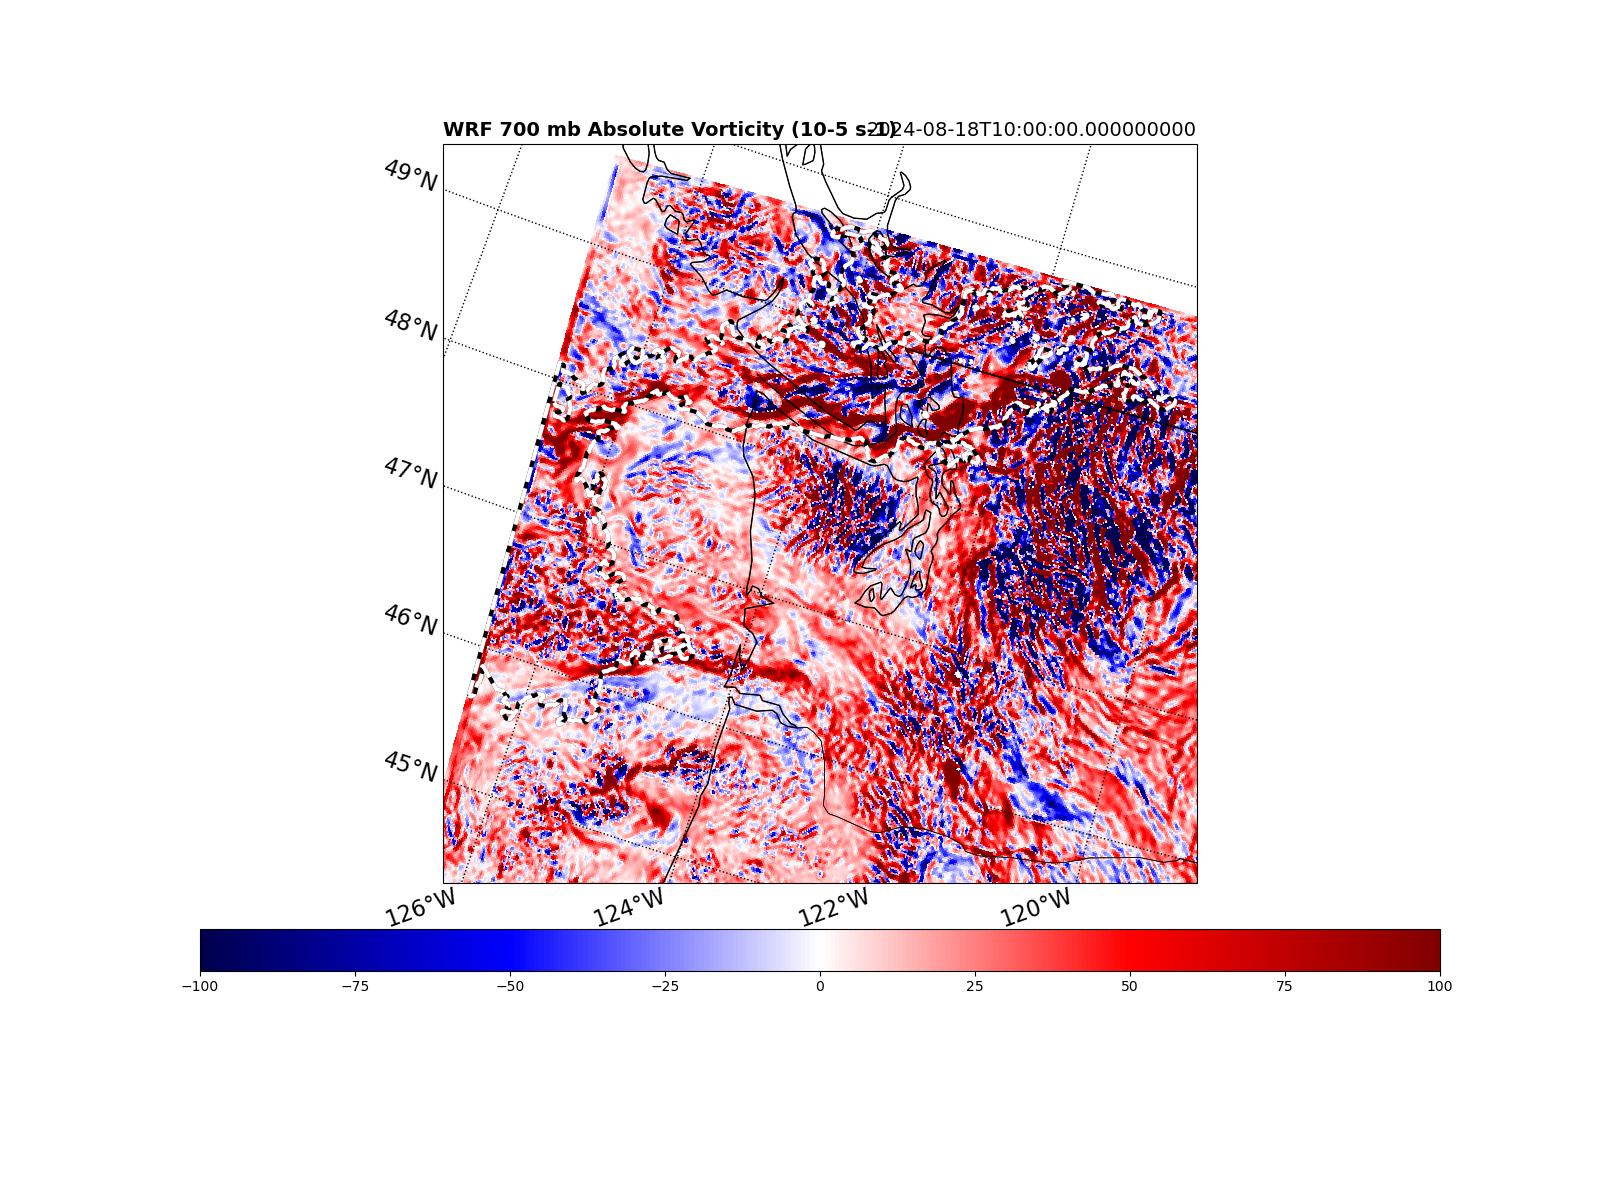 WRF 700 mb Absolute Vorticity (10-5 s-1) 2024-08-18T10:00:00.000000000
49°N
48°N
47°N
46°N
45°N
126°W 124°W 122°W 120°W
−100 −75 −50 −25 0 25 50 75 100